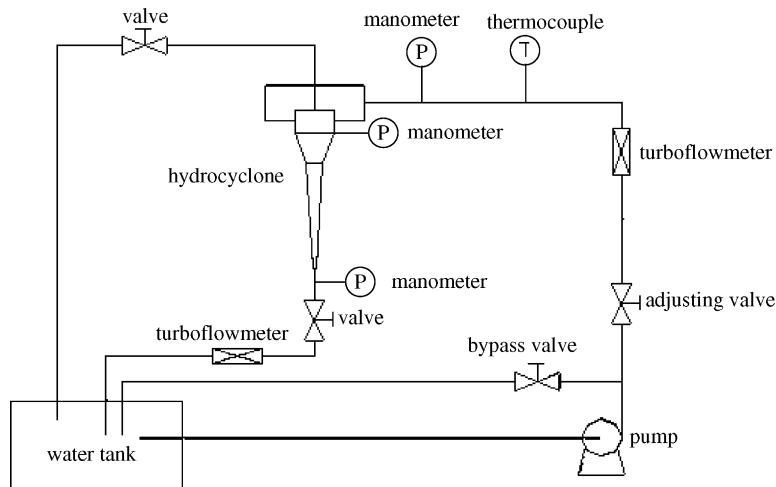 valve
manometer
thermocouple
P
T
P
manometer
turboflowmeter
hydrocyclone
P
manometer
adjusting valve
valve
turboflowmeter
bypass valve
pump
water tank